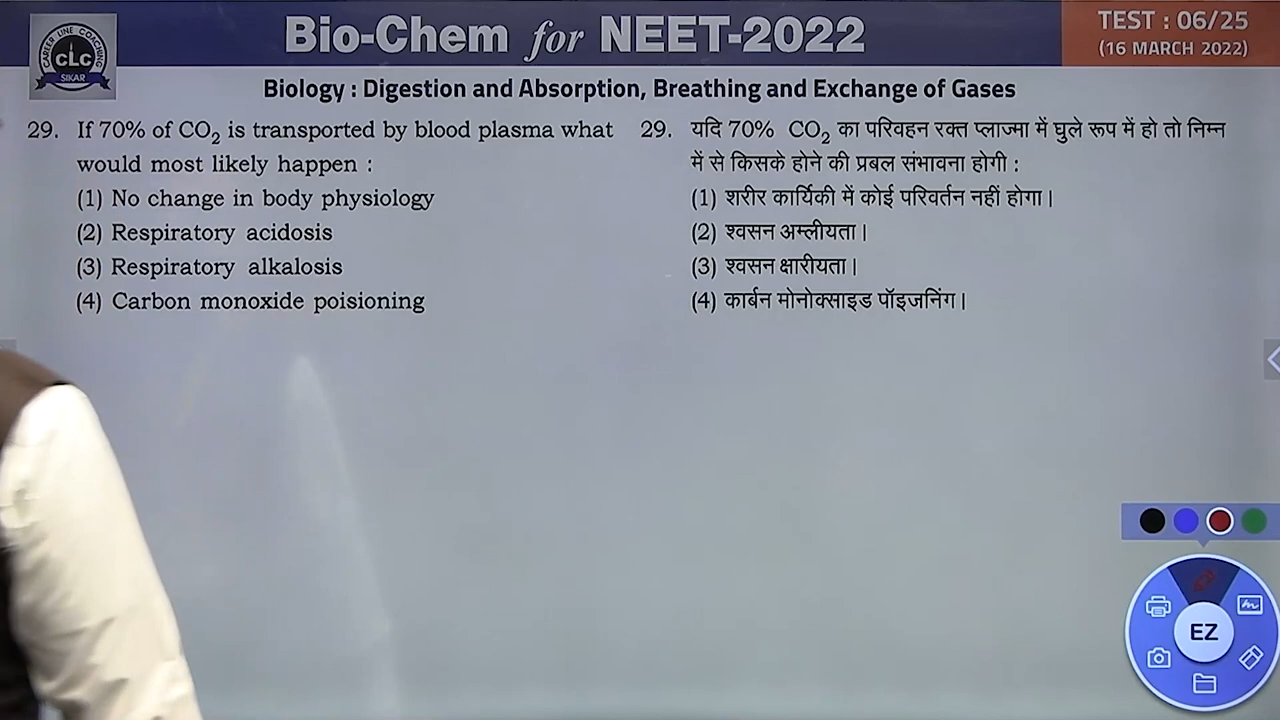 CAREER LINE COACHING
CLC
SIKAR
Bio-Chem for NEET-2022
TEST : 06/25
(16 MARCH 2022)
Biology : Digestion and Absorption, Breathing and Exchange of Gases
29. If 70% of CO₂ is transported by blood plasma what
would most likely happen :
(1) No change in body physiology
(2) Respiratory acidosis
(3) Respiratory alkalosis
(4) Carbon monoxide poisioning
29. यदि 70% CO₂ का परिवहन रक्त प्लाज्मा में घुले रूप में हो तो निम्न
में से किसके होने की प्रबल संभावना होगी :
(1) शरीर कार्यिकी में कोई परिवर्तन नहीं होगा।
(2) श्वसन अम्लीयता।
(3) श्वसन क्षारीयता।
(4) कार्बन मोनोक्साइड पॉइजनिंग।
EZ